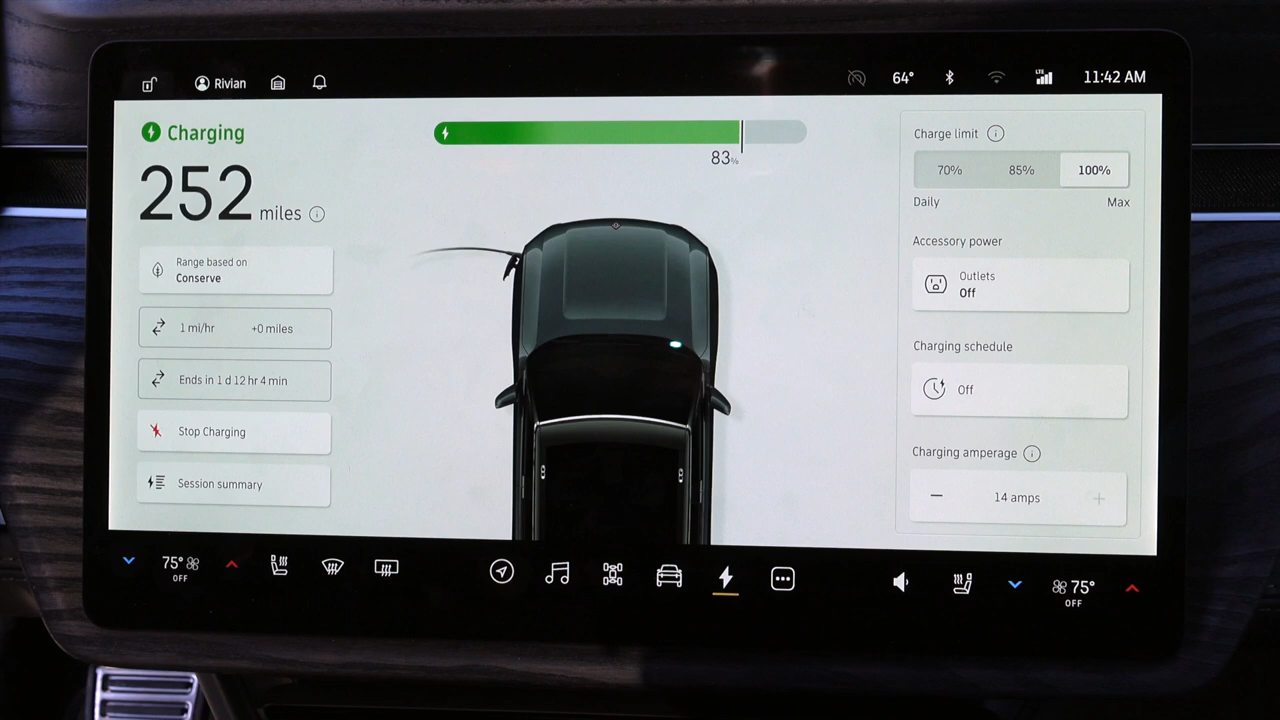 Rivian
64°
LTE
11:42 AM
Charging
252 miles
Range based on
Conserve
1 mi/hr +0 miles
Ends in 1 d 12 hr 4 min
Stop Charging
Session summary
83%
Charge limit
70% 85% 100%
Daily Max
Accessory power
Outlets
Off
Charging schedule
Off
Charging amperage
14 amps
75°
OFF
75°
OFF